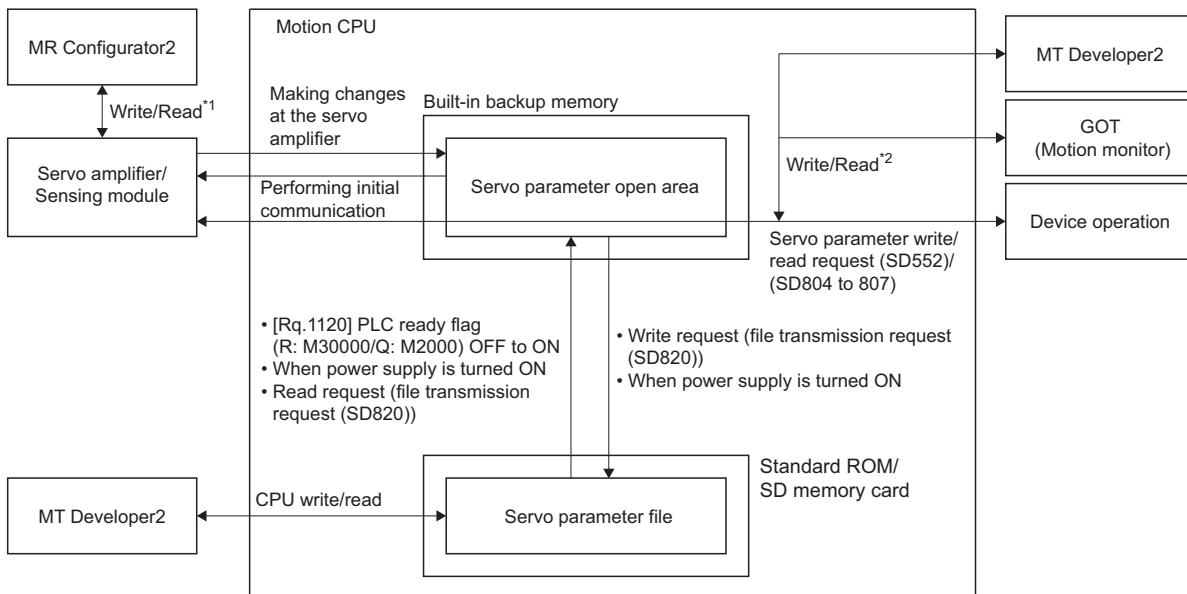 MR Configurator2
Write/Read*1
Servo amplifier/
Sensing module
Motion CPU
Making changes
at the servo
amplifier
Performing initial
communication
Built-in backup memory
Servo parameter open area
MT Developer2
GOT
(Motion monitor)
Write/Read*2
Device operation
Servo parameter write/
read request (SD552)/
(SD804 to 807)
• [Rq.1120] PLC ready flag
(R: M30000/Q: M2000) OFF to ON
• When power supply is turned ON
• Read request (file transmission
request (SD820))
• Write request (file transmission request
(SD820))
• When power supply is turned ON
Standard ROM/
SD memory card
MT Developer2
CPU write/read
Servo parameter file